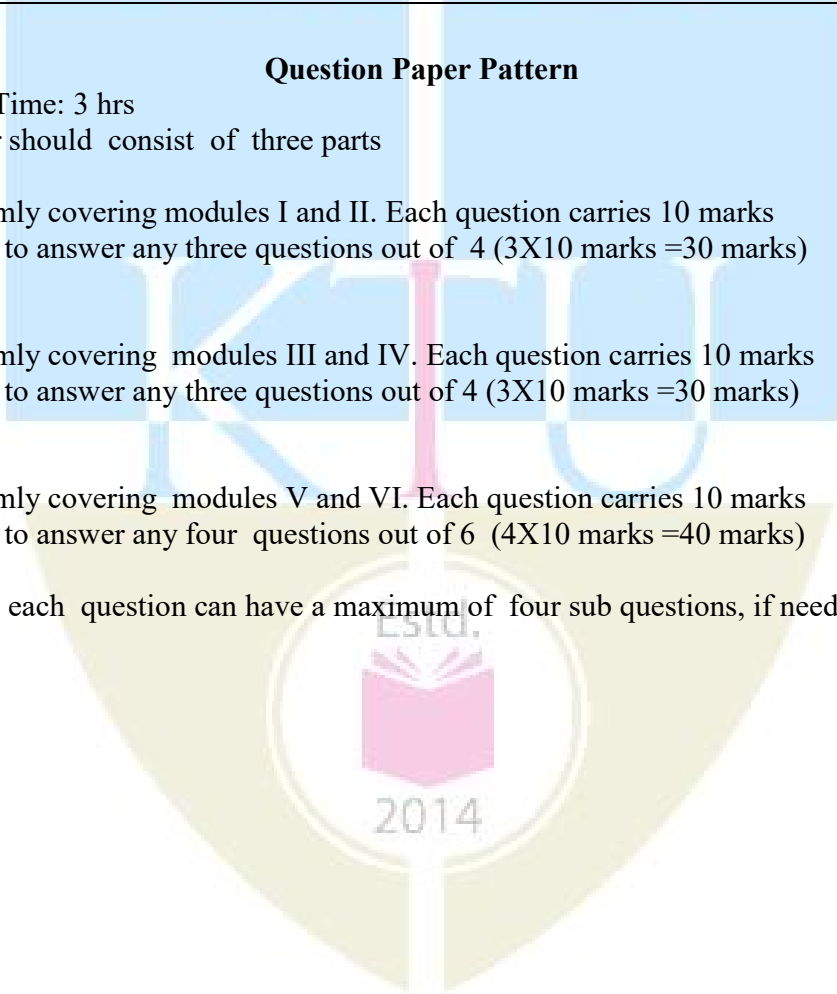 Question Paper Pattern
Time: 3 hrs
should consist of three parts
covering modules I and II. Each question carries 10 marks
to answer any three questions out of 4 (3X10 marks =30 marks)
KTU
covering modules III and IV. Each question carries 10 marks
to answer any three questions out of 4 (3X10 marks =30 marks)
covering modules V and VI. Each question carries 10 marks
to answer any four questions out of 6 (4X10 marks =40 marks)
each question can have a maximum of four sub questions, if need
Estd.
2014